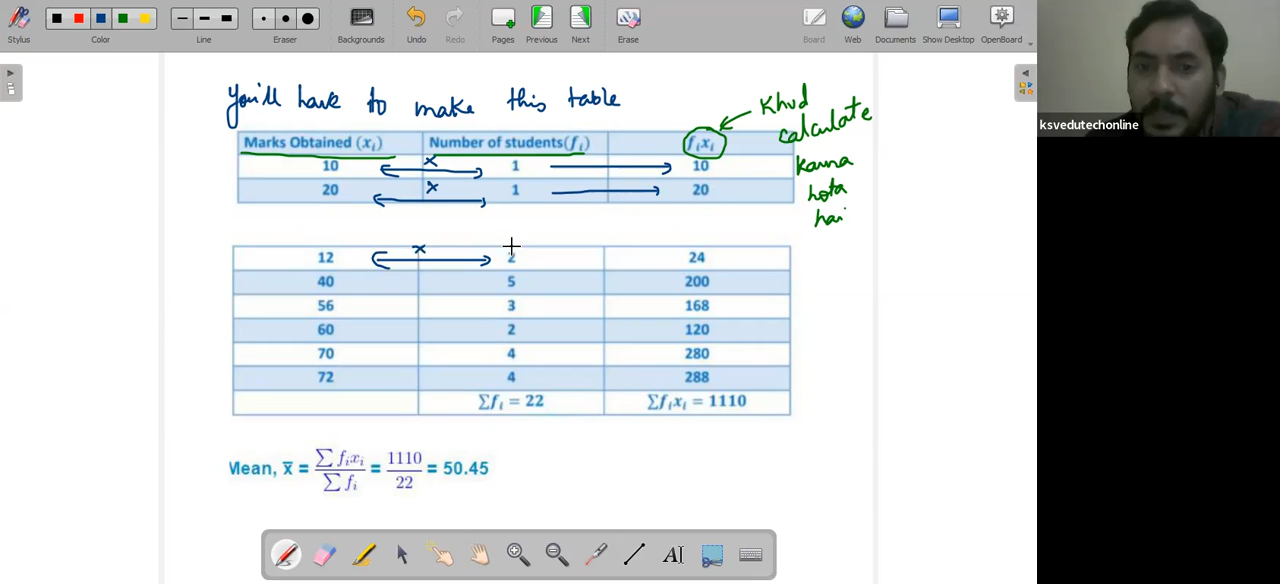 Stylus Color Line Eraser Backgrounds Undo Redo Pages Previous Next Erase Board Web Documents Show Desktop OpenBoard
ksvedutechonline
You'll have to make this table
Khud
calculate
karna
hota
hai
Marks Obtained (xᵢ) Number of students(fᵢ) fᵢxᵢ
10 x 1 10
20 x 1 20
12 x 2 24
40 5 200
56 3 168
60 2 120
70 4 280
72 4 288
∑fᵢ = 22 ∑fᵢxᵢ = 1110
Mean, x̄ = ∑ fᵢxᵢ / ∑ fᵢ = 1110 / 22 = 50.45